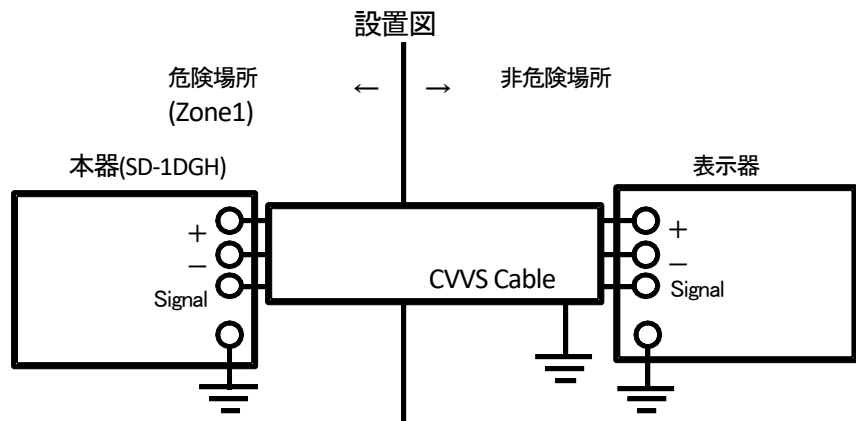 設置図
危険場所
(Zone1)
← →
非危険場所
本器(SD-1DGH)
表示器
+
−
Signal
CVVS Cable
+
−
Signal